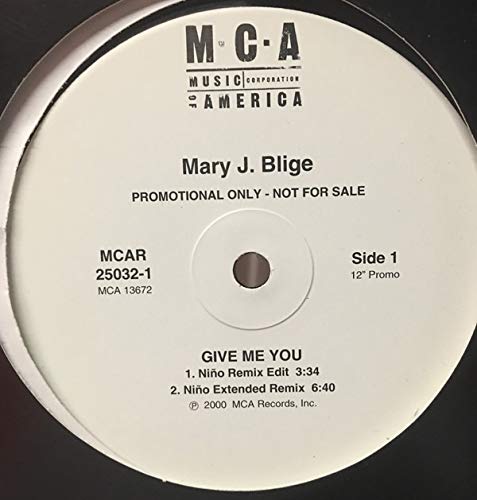 M·C·A
MUSIC CORPORATION
OF AMERICA
Mary J. Blige
PROMOTIONAL ONLY - NOT FOR SALE
MCAR
25032-1
MCA 13672
Side 1
12" Promo
GIVE ME YOU
1. Niño Remix Edit 3:34
2. Niño Extended Remix 6:40
℗ 2000 MCA Records, Inc.